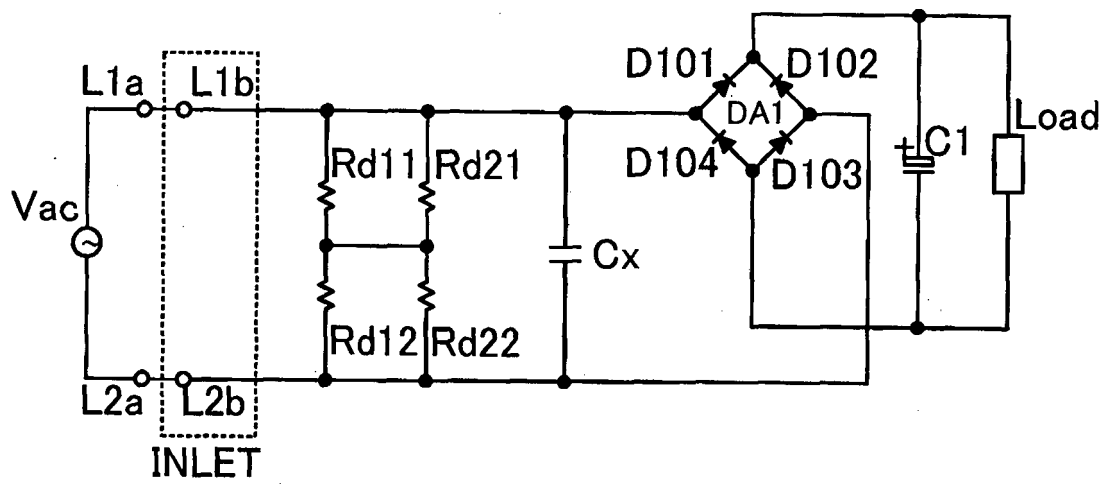 D101
D102
L1a
L1b
DA1
Load
C1
Rd11
Rd21
D104
D103
Vac
Cx
Rd12
Rd22
L2a
L2b
INLET